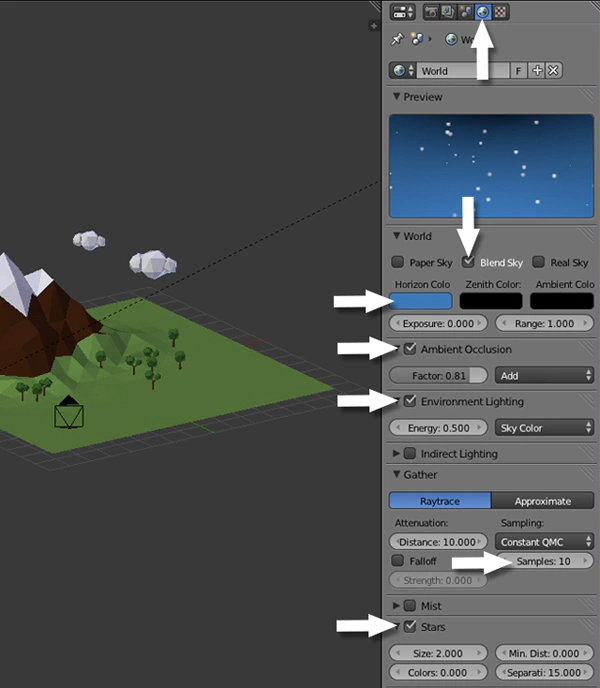 Wo
World F
Preview
World
Paper Sky Blend Sky Real Sky
Horizon Colo Zenith Color: Ambient Colo
Exposure: 0.000 Range: 1.000
Ambient Occlusion
Factor: 0.81 Add
Environment Lighting
Energy: 0.500 Sky Color
Indirect Lighting
Gather
Raytrace Approximate
Attenuation: Sampling:
Distance: 10.000 Constant QMC
Falloff Samples: 10
Strength: 0.000
Mist
Stars
Size: 2.000 Min. Dist: 0.000
Colors: 0.000 Separati: 15.000